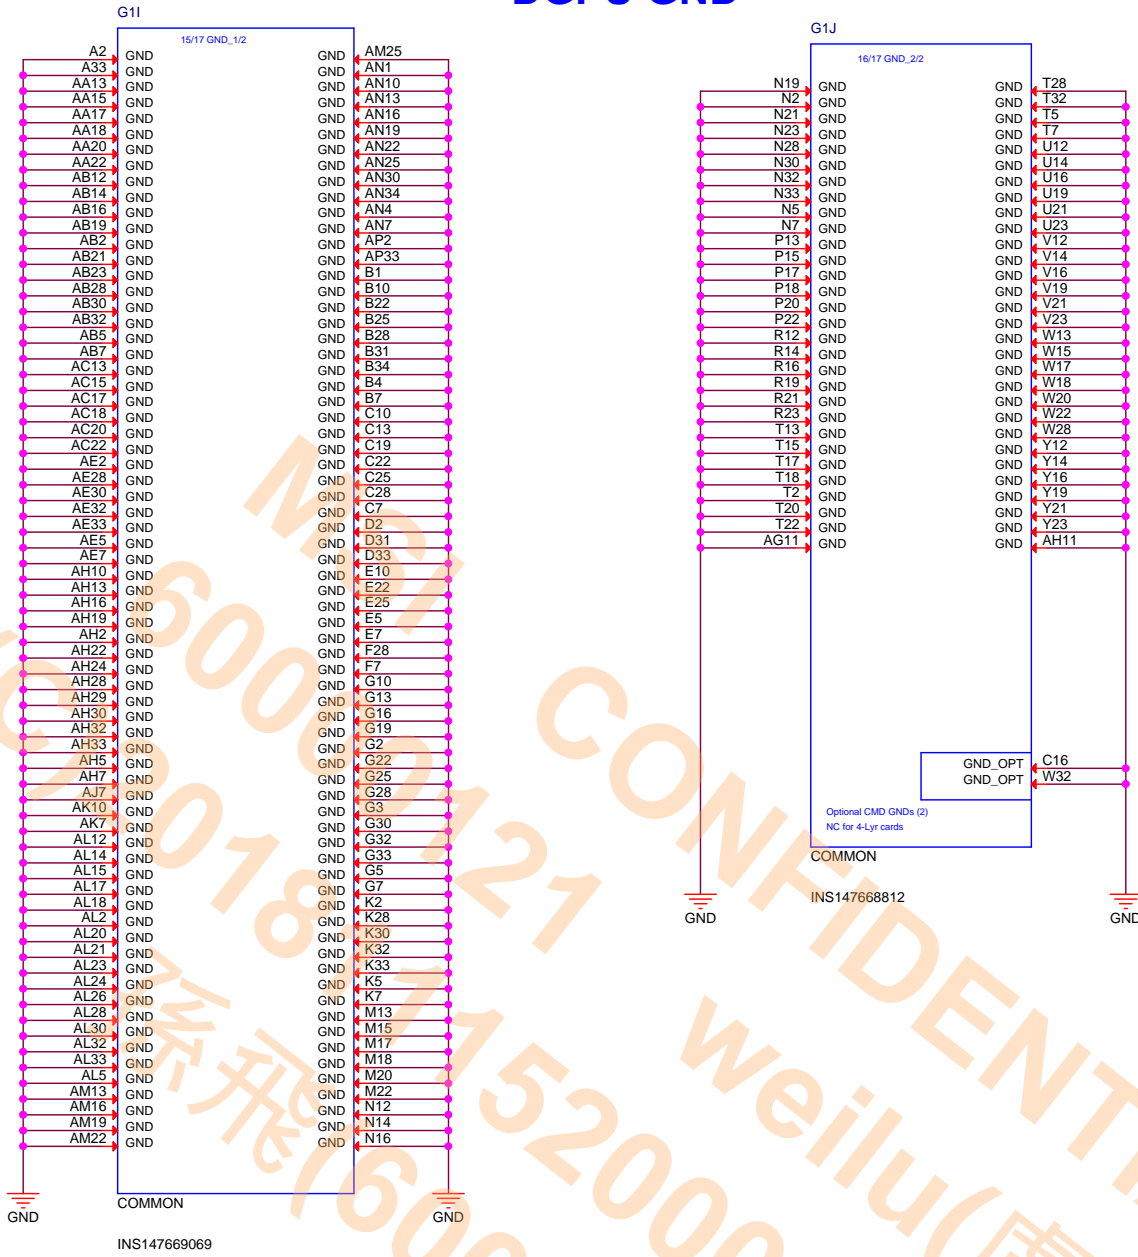 GND
G1I
15/17 GND_1/2
A2 GND GND AM25
A33 GND GND AN1
AA13 GND GND AN10
AA15 GND GND AN13
AA17 GND GND AN16
AA18 GND GND AN19
AA20 GND GND AN22
AA22 GND GND AN25
AB12 GND GND AN30
AB14 GND GND AN34
AB16 GND GND AN4
AB19 GND GND AN7
AB2 GND GND AP2
AB21 GND GND AP33
AB23 GND GND B1
AB28 GND GND B10
AB30 GND GND B22
AB32 GND GND B25
AB5 GND GND B28
AB7 GND GND B31
AC13 GND GND B34
AC15 GND GND B4
AC17 GND GND B7
AC18 GND GND C10
AC20 GND GND C13
AC22 GND GND C19
AE2 GND GND C22
AE28 GND GND C25
AE30 GND GND C28
AE32 GND GND C7
AE33 GND GND D2
AE5 GND GND D31
AE7 GND GND D33
AH10 GND GND E10
AH13 GND GND E22
AH16 GND GND E25
AH19 GND GND E5
AH2 GND GND E7
AH22 GND GND F28
AH24 GND GND F7
AH28 GND GND G10
AH29 GND GND G13
AH30 GND GND G16
AH32 GND GND G19
AH33 GND GND G2
AH5 GND GND G22
AH7 GND GND G25
AJ7 GND GND G28
AK10 GND GND G3
AK7 GND GND G30
AL12 GND GND G32
AL14 GND GND G33
AL15 GND GND G5
AL17 GND GND G7
AL18 GND GND K2
AL2 GND GND K28
AL20 GND GND K30
AL21 GND GND K32
AL23 GND GND K33
AL24 GND GND K5
AL26 GND GND K7
AL28 GND GND M13
AL30 GND GND M15
AL32 GND GND M17
AL33 GND GND M18
AL5 GND GND M20
AM13 GND GND M22
AM16 GND GND N12
AM19 GND GND N14
AM22 GND GND N16
GND COMMON GND
INS147669069
G1J
16/17 GND_2/2
N19 GND GND T28
N2 GND GND T32
N21 GND GND T5
N23 GND GND T7
N28 GND GND U12
N30 GND GND U14
N32 GND GND U16
N33 GND GND U19
N5 GND GND U21
N7 GND GND U23
P13 GND GND V12
P15 GND GND V14
P17 GND GND V16
P18 GND GND V19
P20 GND GND V21
P22 GND GND V23
R12 GND GND W13
R14 GND GND W15
R16 GND GND W17
R19 GND GND W18
R21 GND GND W20
R23 GND GND W22
T13 GND GND W28
T15 GND GND Y12
T17 GND GND Y14
T18 GND GND Y16
T2 GND GND Y19
T20 GND GND Y21
T22 GND GND Y23
AG11 GND GND AH11
GND_OPT C16
GND_OPT W32
Optional CMD GNDs (2)
NC for 4-Lyr cards
COMMON
INS147668812
GND GND
MSI CONFIDENT
60000121 weilu(
孫飛(60